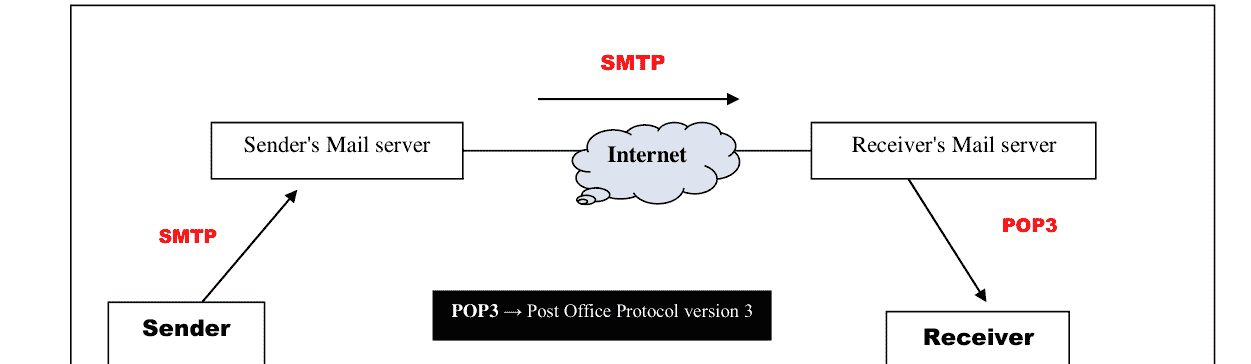 SMTP
Sender's Mail server
Internet
Receiver's Mail server
SMTP
POP3
POP3 → Post Office Protocol version 3
Sender
Receiver